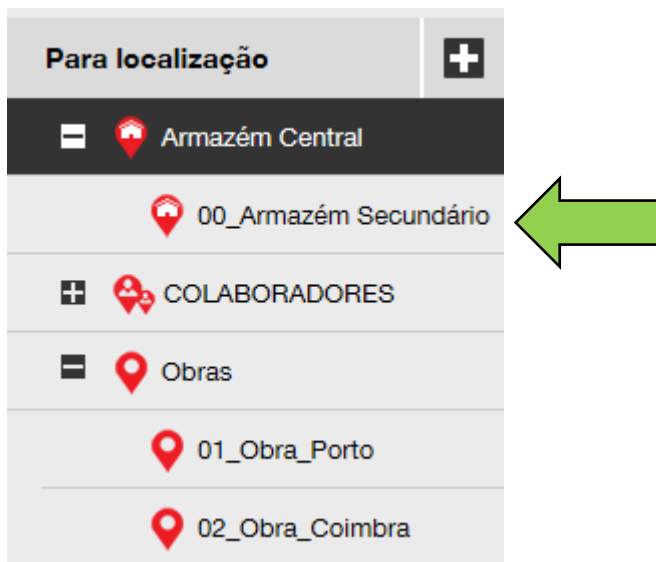 Para localização
Armazém Central
00_Armazém Secundário
COLABORADORES
Obras
01_Obra_Porto
02_Obra_Coimbra